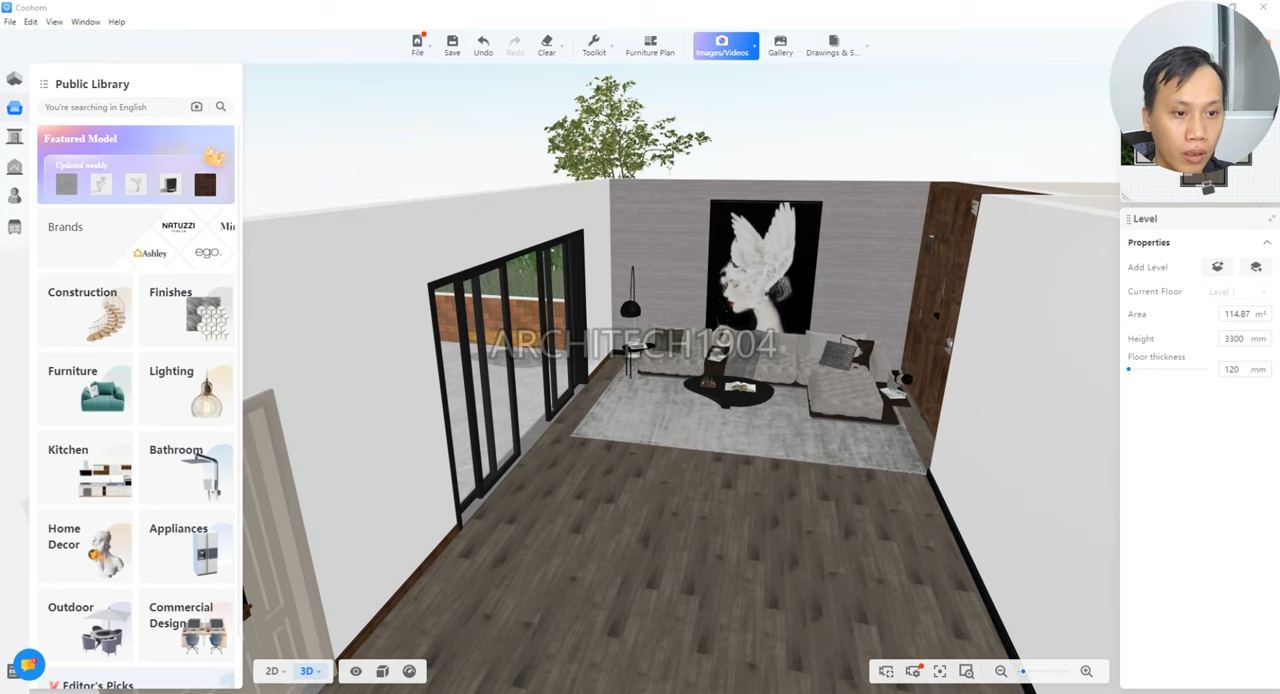 Coohom
File Edit View Window Help
File Save Undo Redo Clear Toolkit Furniture Plan Images/Videos Gallery Drawings & S...
Public Library
You're searching in English
Featured Model
Updated weekly
Brands
NATUZZI
ITALIA
Ashley
ego.
Construction
Finishes
Furniture
Lighting
Kitchen
Bathroom
Home
Decor
Appliances
Outdoor
Commercial
Design
Editor's Picks
ARCHITECH1904
2D 3D
Level
Properties
Add Level
Current Floor Level 1
Area 114.87 m²
Height 3300 mm
Floor thickness
120 mm